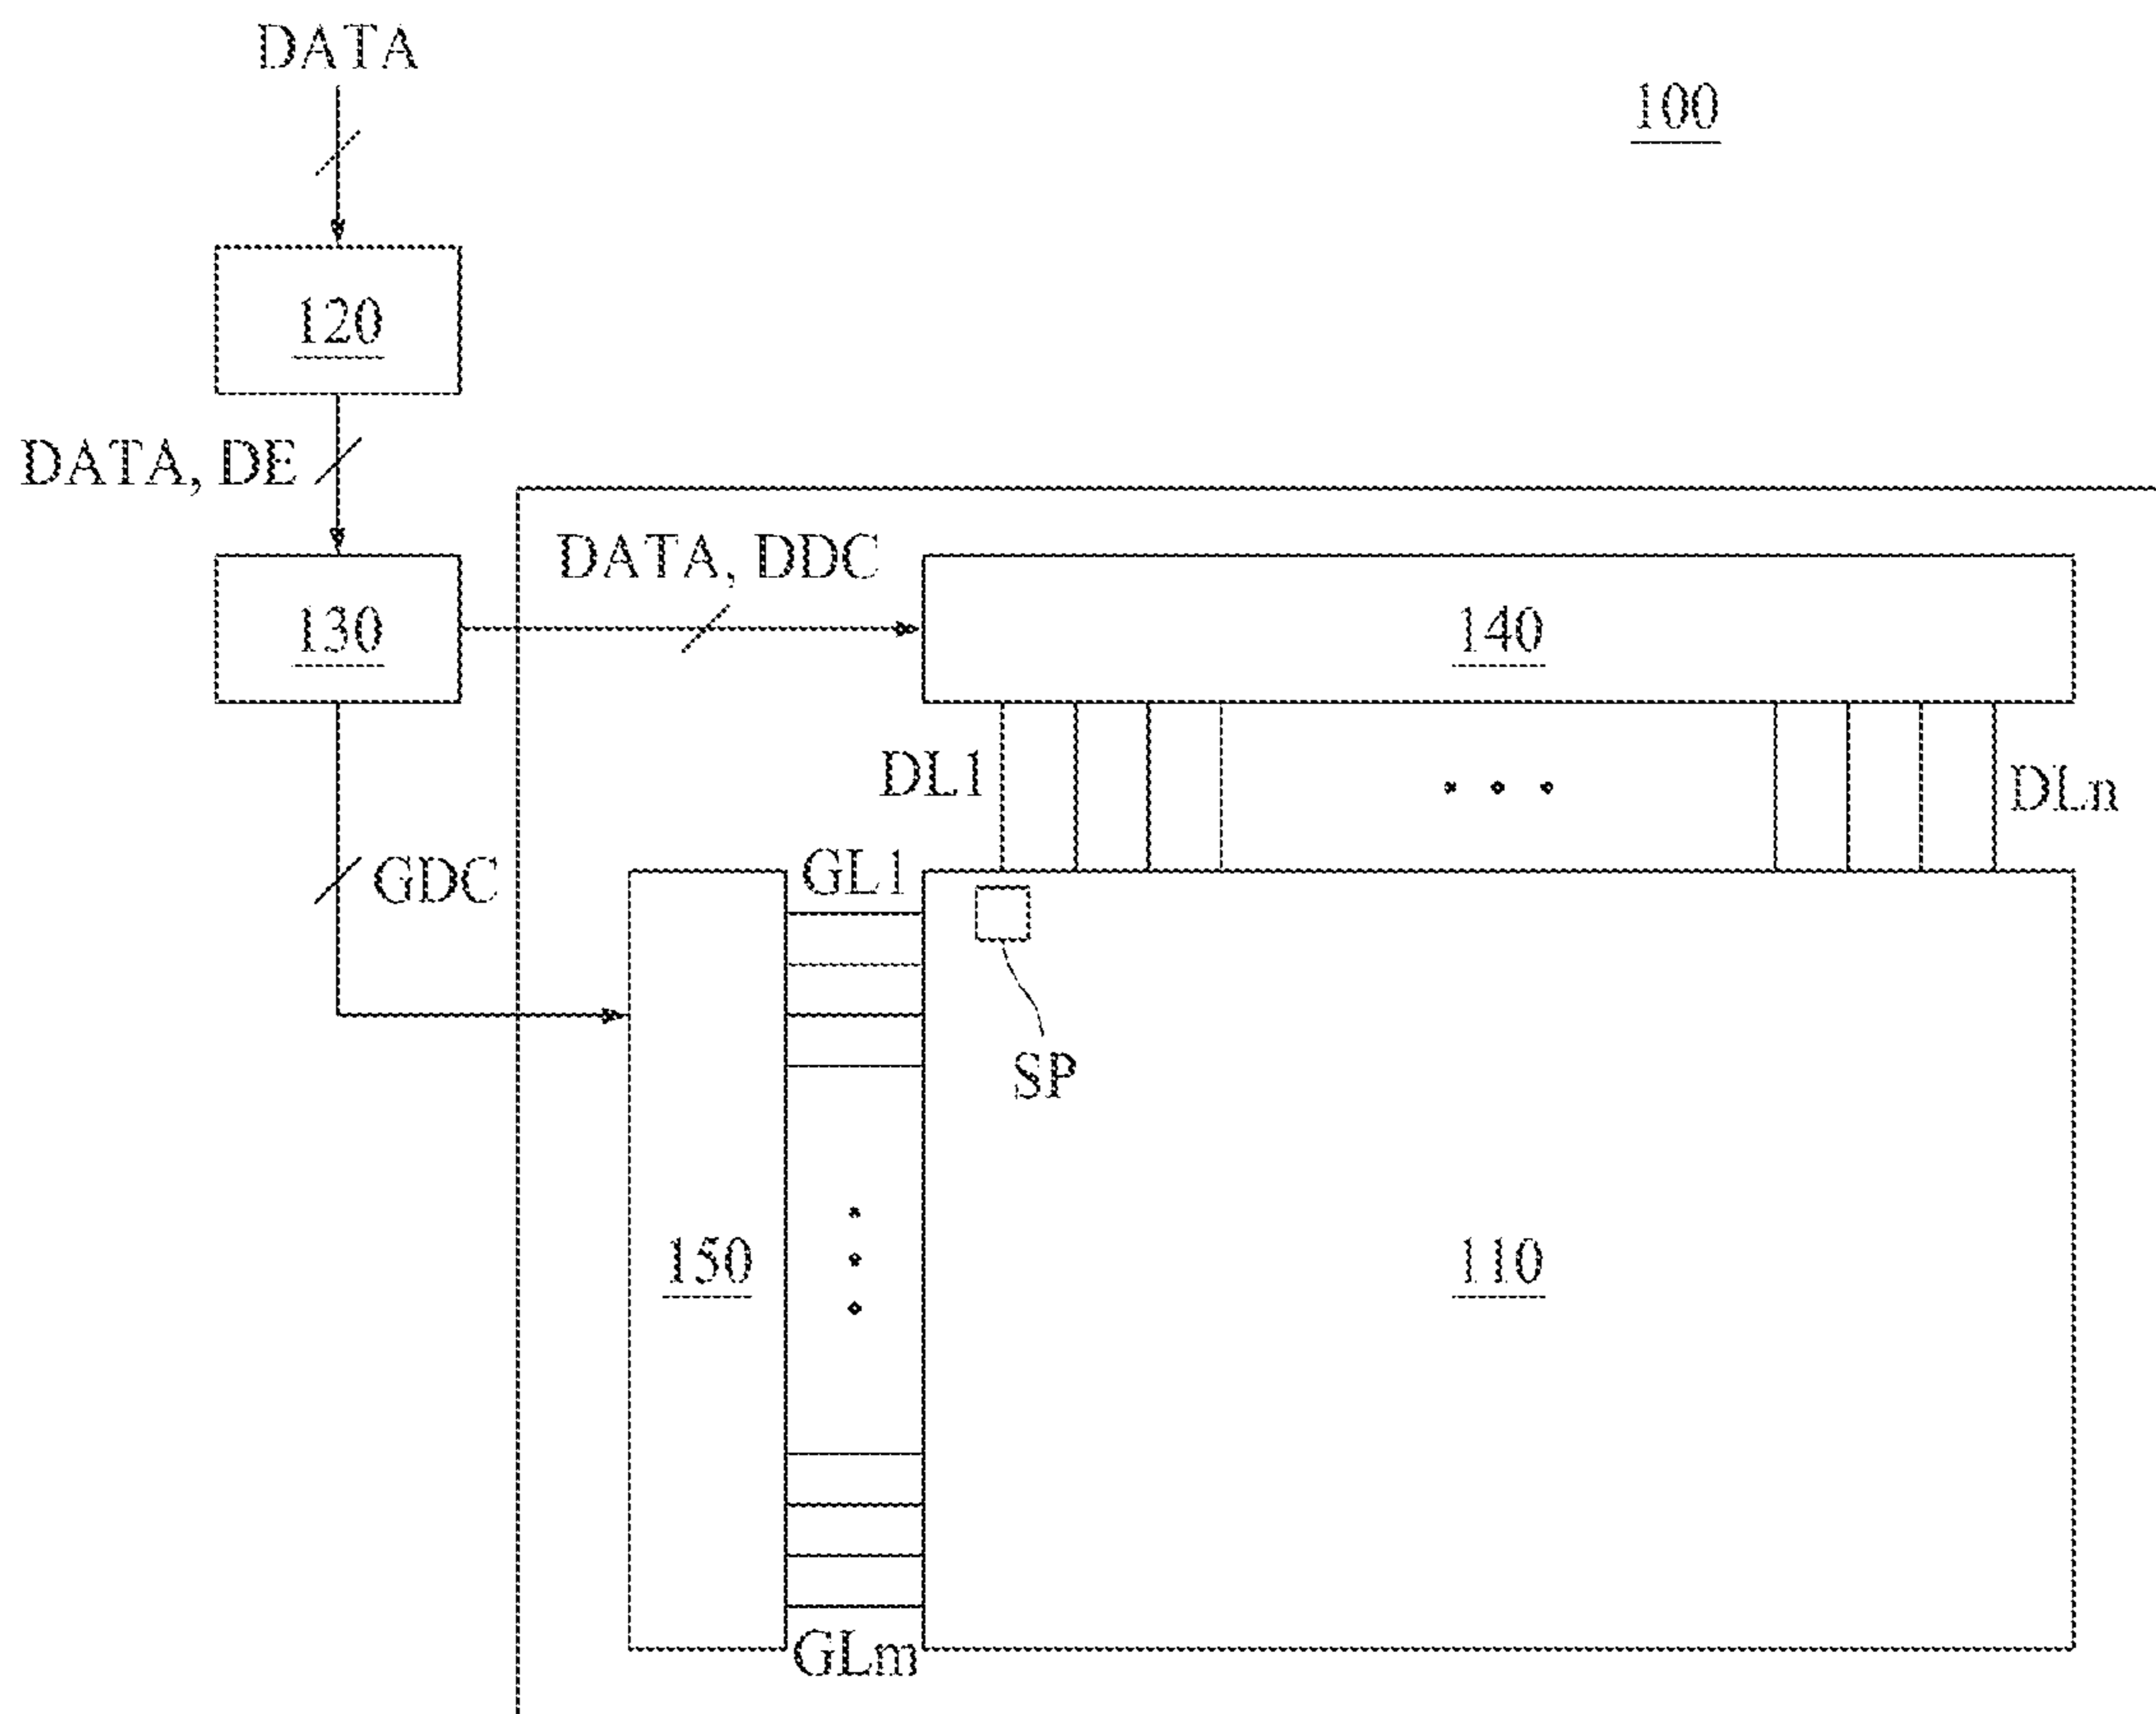 DATA
100
120
DATA, DE
DATA, DDC
130
140
DL1
DLn
GDC
GL1
SP
150
110
GLm